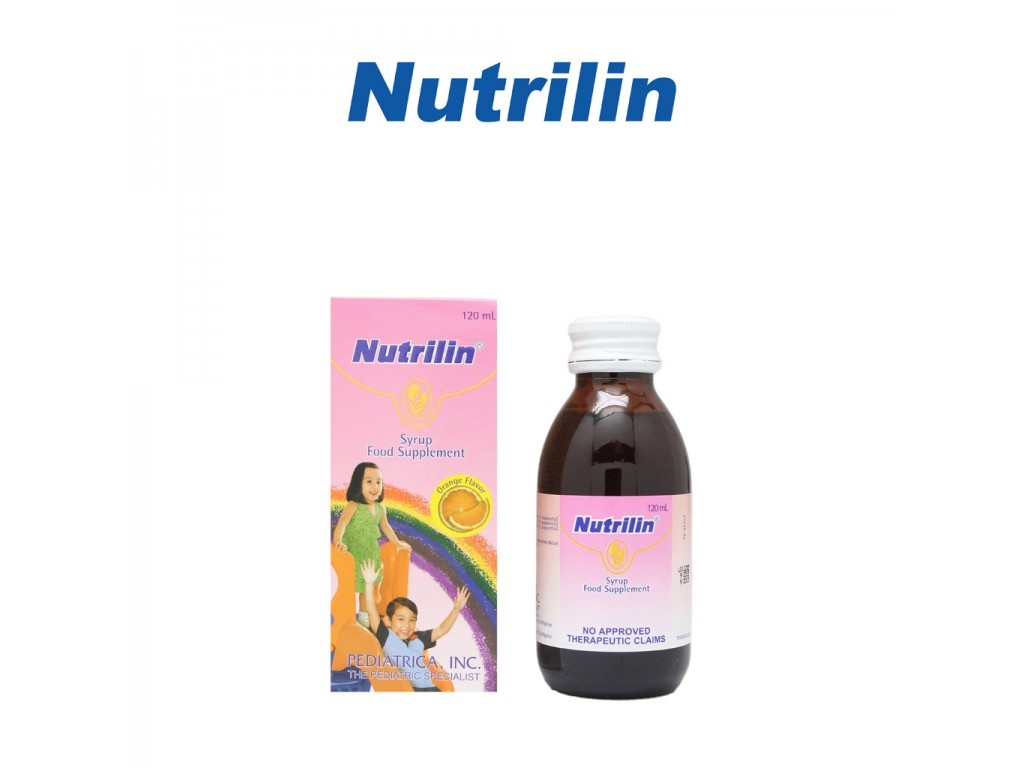 Nutrilin
120 mL
Nutrilin®
Syrup
Food Supplement
Orange Flavor
PEDIATRICA, INC.
THE PEDIATRIC SPECIALIST
120 mL
Nutrilin®
Syrup
Food Supplement
NO APPROVED
THERAPEUTIC CLAIMS